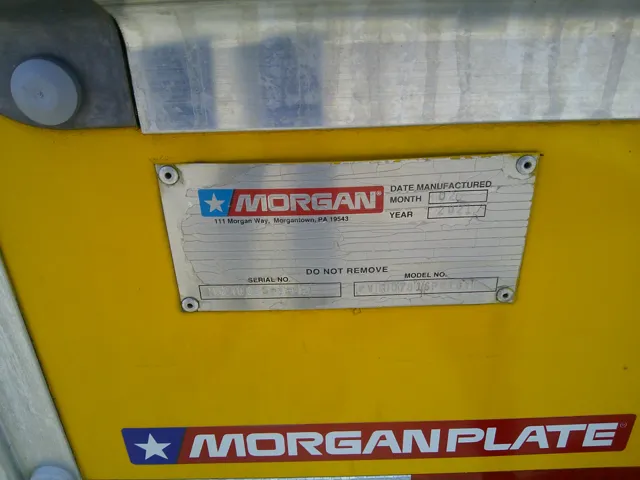 MORGAN®
111 Morgan Way, Morgantown, PA 19543
DATE MANUFACTURED
MONTH
YEAR
DO NOT REMOVE
SERIAL NO.
MODEL NO.
MORGANPLATE